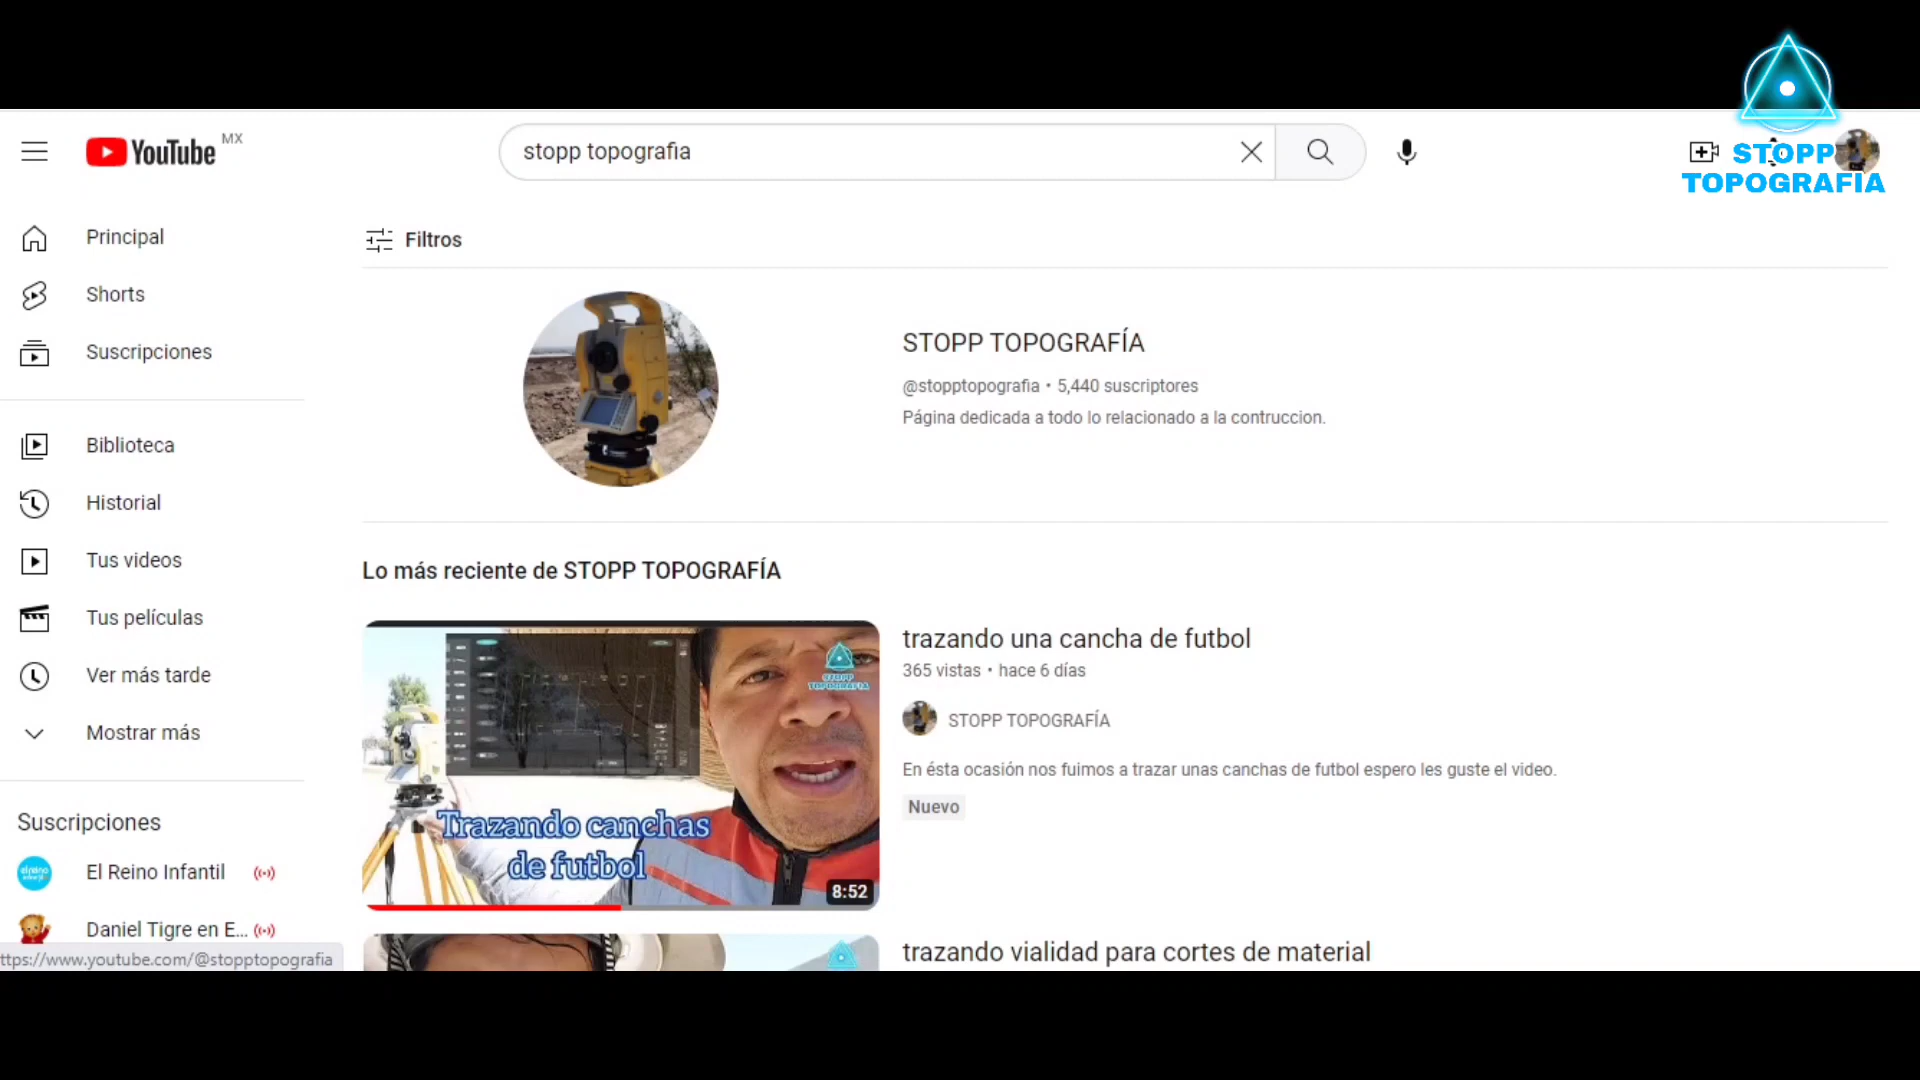 YouTube MX
stopp topografia
STOPP
TOPOGRAFIA
Principal
Shorts
Suscripciones
Biblioteca
Historial
Tus videos
Tus películas
Ver más tarde
Mostrar más
Suscripciones
El Reino Infantil
Daniel Tigre en E...
ttps://www.youtube.com/@stopptopografia
Filtros
STOPP TOPOGRAFÍA
@stopptopografia • 5,440 suscriptores
Página dedicada a todo lo relacionado a la contruccion.
Lo más reciente de STOPP TOPOGRAFÍA
STOPP
TOPOGRAFIA
Trazando canchas
de futbol
8:52
trazando una cancha de futbol
365 vistas • hace 6 días
STOPP TOPOGRAFÍA
En ésta ocasión nos fuimos a trazar unas canchas de futbol espero les guste el video.
Nuevo
trazando vialidad para cortes de material